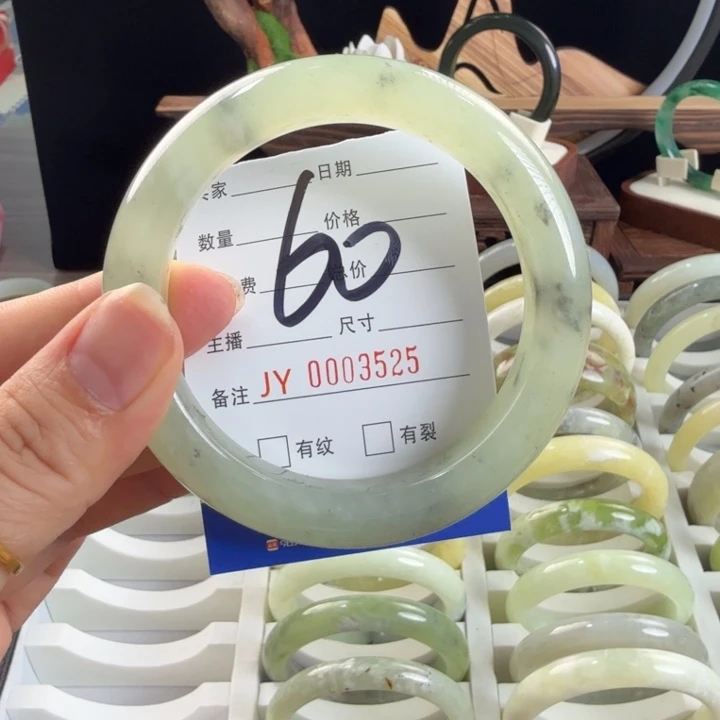 家 日期
数量 价格
60
费 总价
主播 尺寸
备注 JY 0003525
有纹 有裂